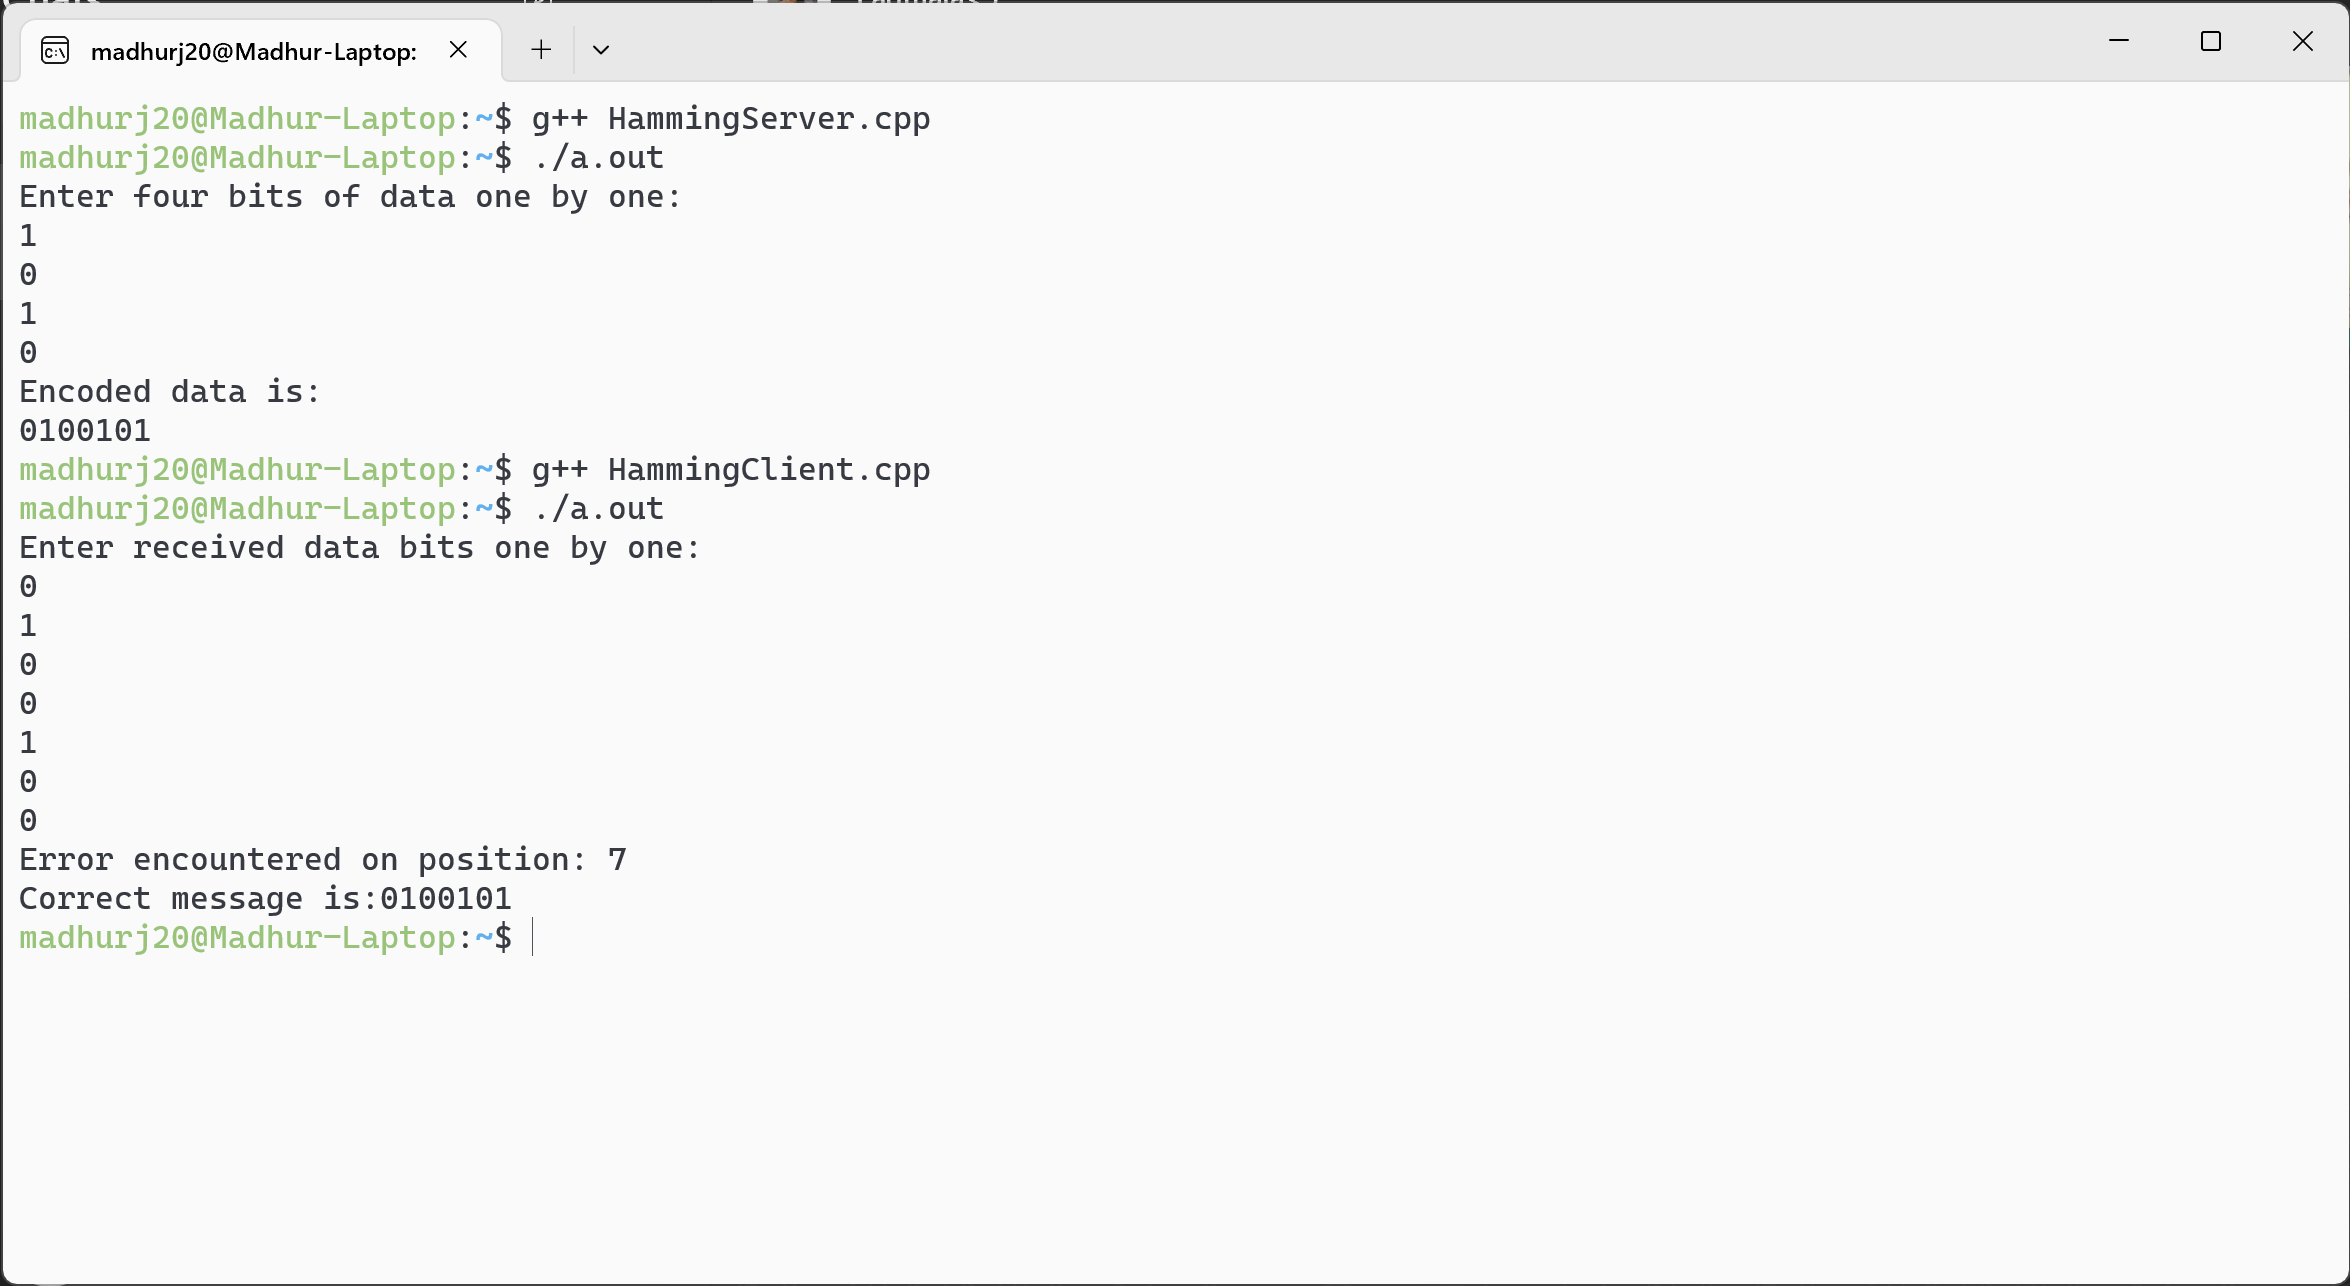 madhurj20@Madhur-Laptop:
madhurj20@Madhur-Laptop:~$ g++ HammingServer.cpp
madhurj20@Madhur-Laptop:~$ ./a.out
Enter four bits of data one by one:
1
0
1
0
Encoded data is:
0100101
madhurj20@Madhur-Laptop:~$ g++ HammingClient.cpp
madhurj20@Madhur-Laptop:~$ ./a.out
Enter received data bits one by one:
0
1
0
0
1
0
0
Error encountered on position: 7
Correct message is:0100101
madhurj20@Madhur-Laptop:~$